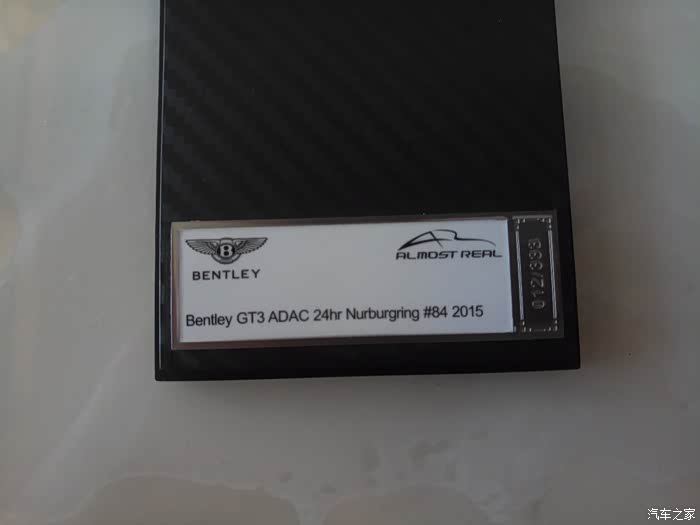 B
BENTLEY
ALMOST REAL
Bentley GT3 ADAC 24hr Nurburgring #84 2015
012/333
汽车之家